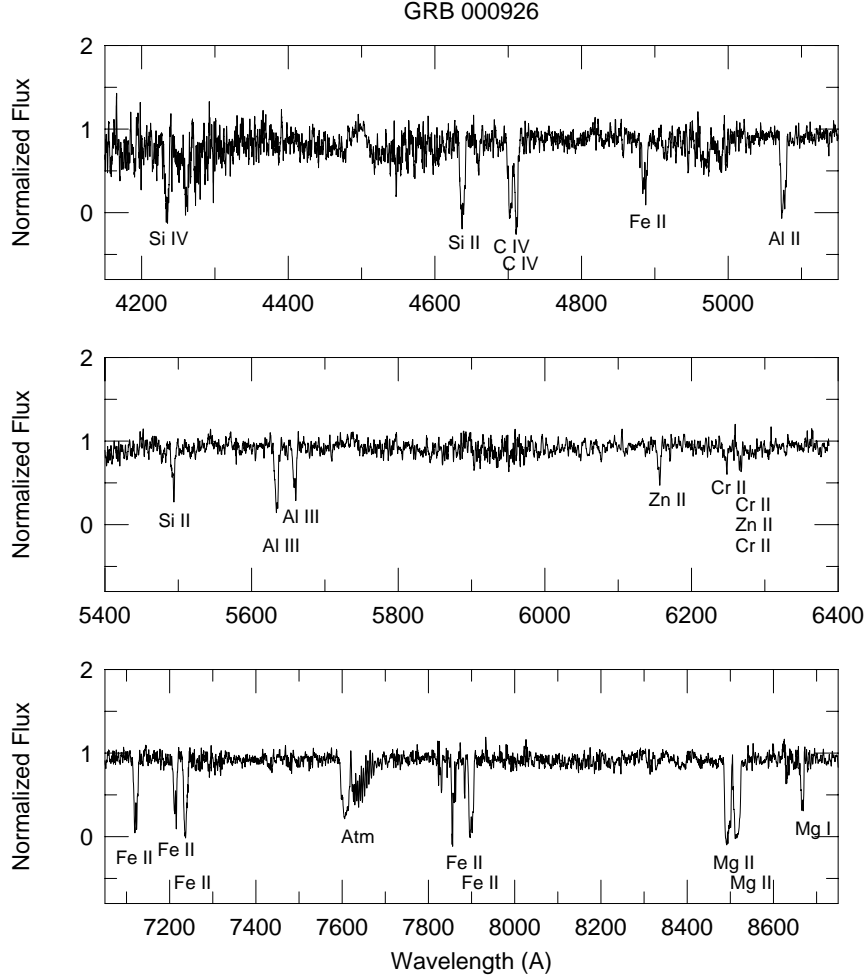 GRB 000926
Normalized Flux
2
1
0
Si IV
Si II
C IV
C IV
Fe II
Al II
4200
4400
4600
4800
5000
Normalized Flux
2
1
0
Si II
Al III
Al III
Zn II
Cr II
Cr II
Zn II
Cr II
5400
5600
5800
6000
6200
6400
Normalized Flux
2
1
0
Fe II
Fe II
Fe II
Atm
Fe II
Fe II
Mg II
Mg II
Mg I
7200
7400
7600
7800
8000
8200
8400
8600
Wavelength (A)